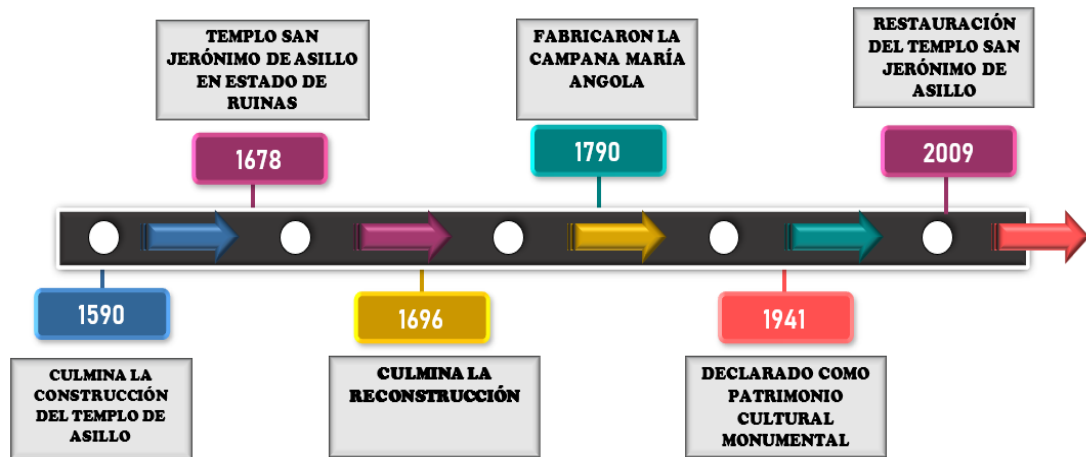 TEMPLO SAN
JERÓNIMO DE ASILLO
EN ESTADO DE
RUINAS
FABRICARON LA
CAMPANA MARÍA
ANGOLA
RESTAURACIÓN
DEL TEMPLO SAN
JERÓNIMO DE
ASILLO
1678
1790
2009
1590
1696
1941
CULMINA LA
CONSTRUCCIÓN
DEL TEMPLO DE
ASILLO
CULMINA LA
RECONSTRUCCIÓN
DECLARADO COMO
PATRIMONIO
CULTURAL
MONUMENTAL